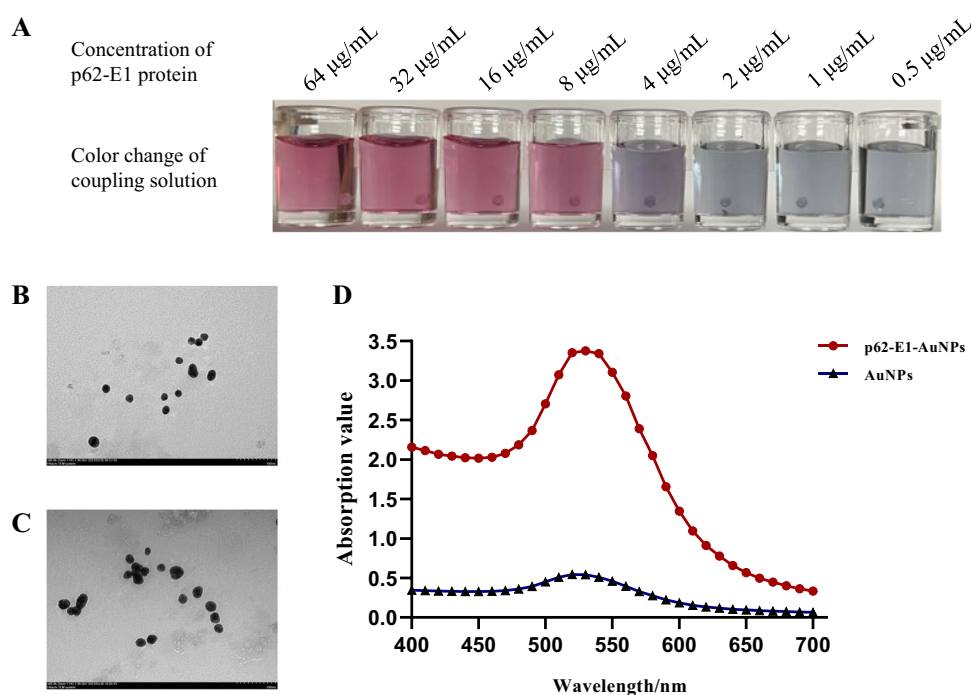 A
Concentration of
p62-E1 protein
64 μg/mL
32 μg/mL
16 μg/mL
8 μg/mL
4 μg/mL
2 μg/mL
1 μg/mL
0.5 μg/mL
Color change of
coupling solution
B
C
D
Absorption value
3.5
3.0
2.5
2.0
1.5
1.0
0.5
0.0
400
450
500
550
600
650
700
Wavelength/nm
p62-E1-AuNPs
AuNPs